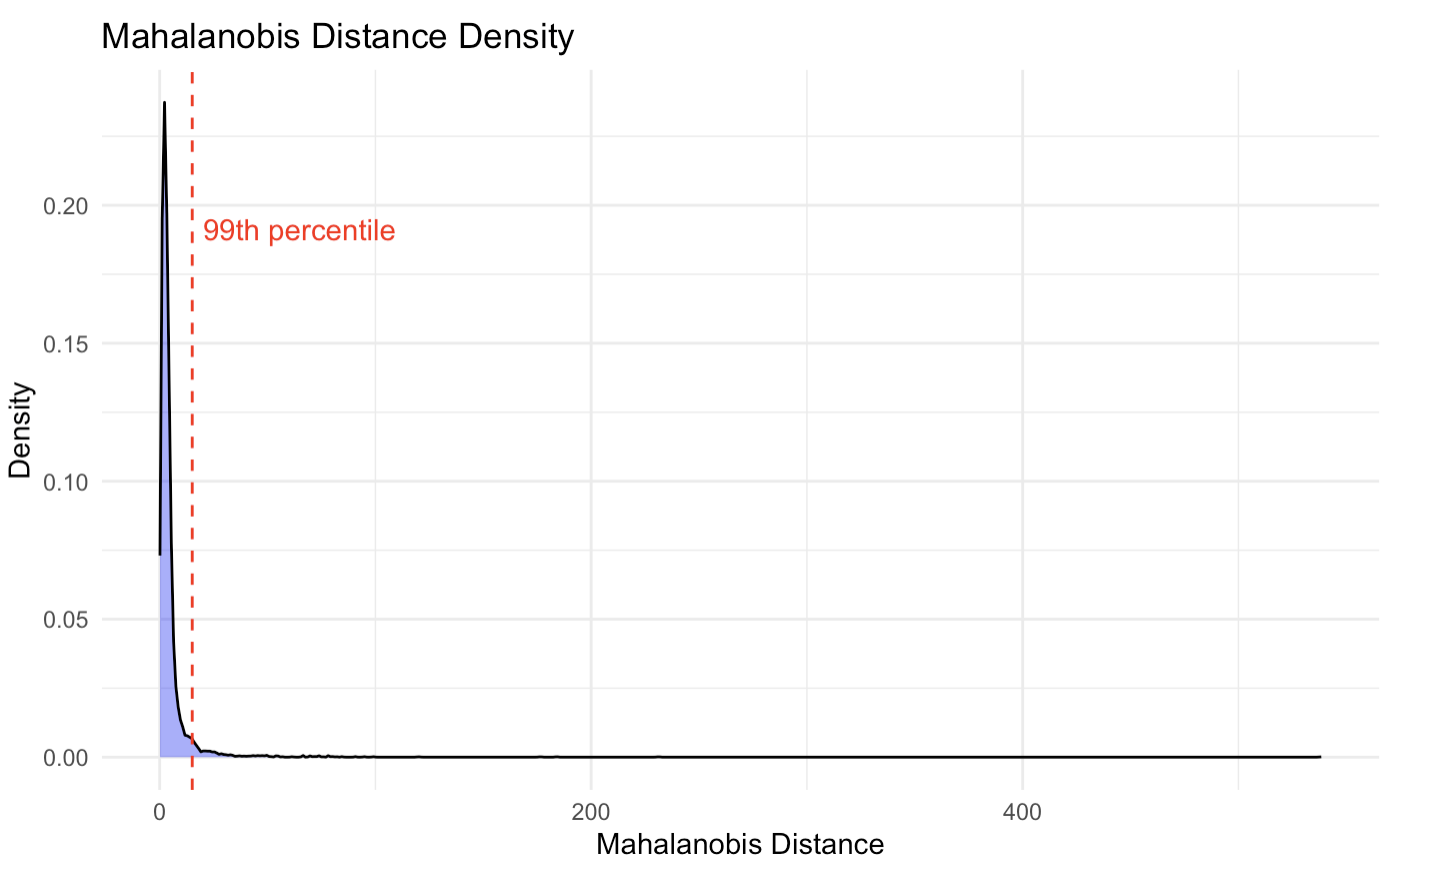 Mahalanobis Distance Density
99th percentile
Density
0.20
0.15
0.10
0.05
0.00
0
200
400
Mahalanobis Distance